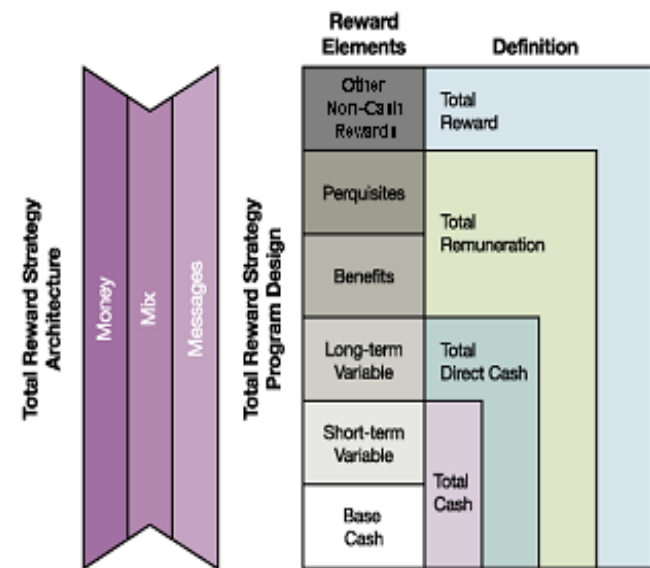 Reward
Elements
Definition
Total Reward Strategy
Architecture
Money
Mix
Messages
Total Reward Strategy
Program Design
Other
Non-Cash
Rewards
Total
Reward
Perquisites
Total
Remuneration
Benefits
Long-term
Variable
Total
Direct Cash
Short-term
Variable
Total
Cash
Base
Cash